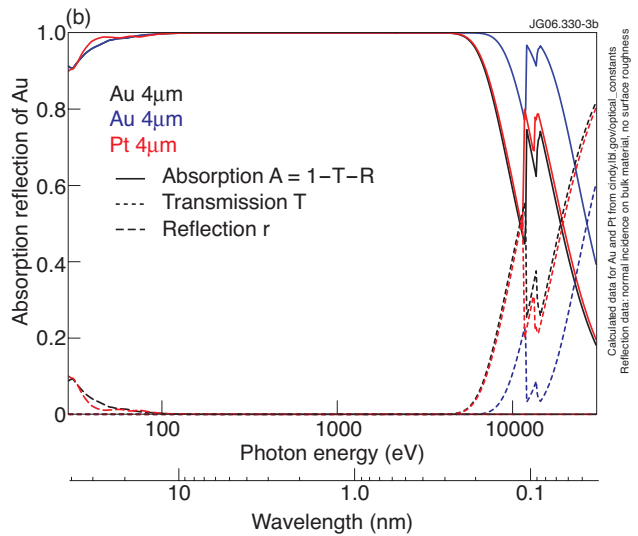 (b)
JG06.330-3b
Absorption reflection of Au
1.0
0.8
0.6
0.4
0.2
0
Au 4μm
Au 4μm
Pt 4μm
Absorption A = 1−T−R
Transmission T
Reflection r
100
1000
10000
Photon energy (eV)
10
1.0
0.1
Wavelength (nm)
Calculated data for Au and Pt from cindy.lbl.gov/optical_constants
Reflection data: normal incidence on bulk material, no surface roughness